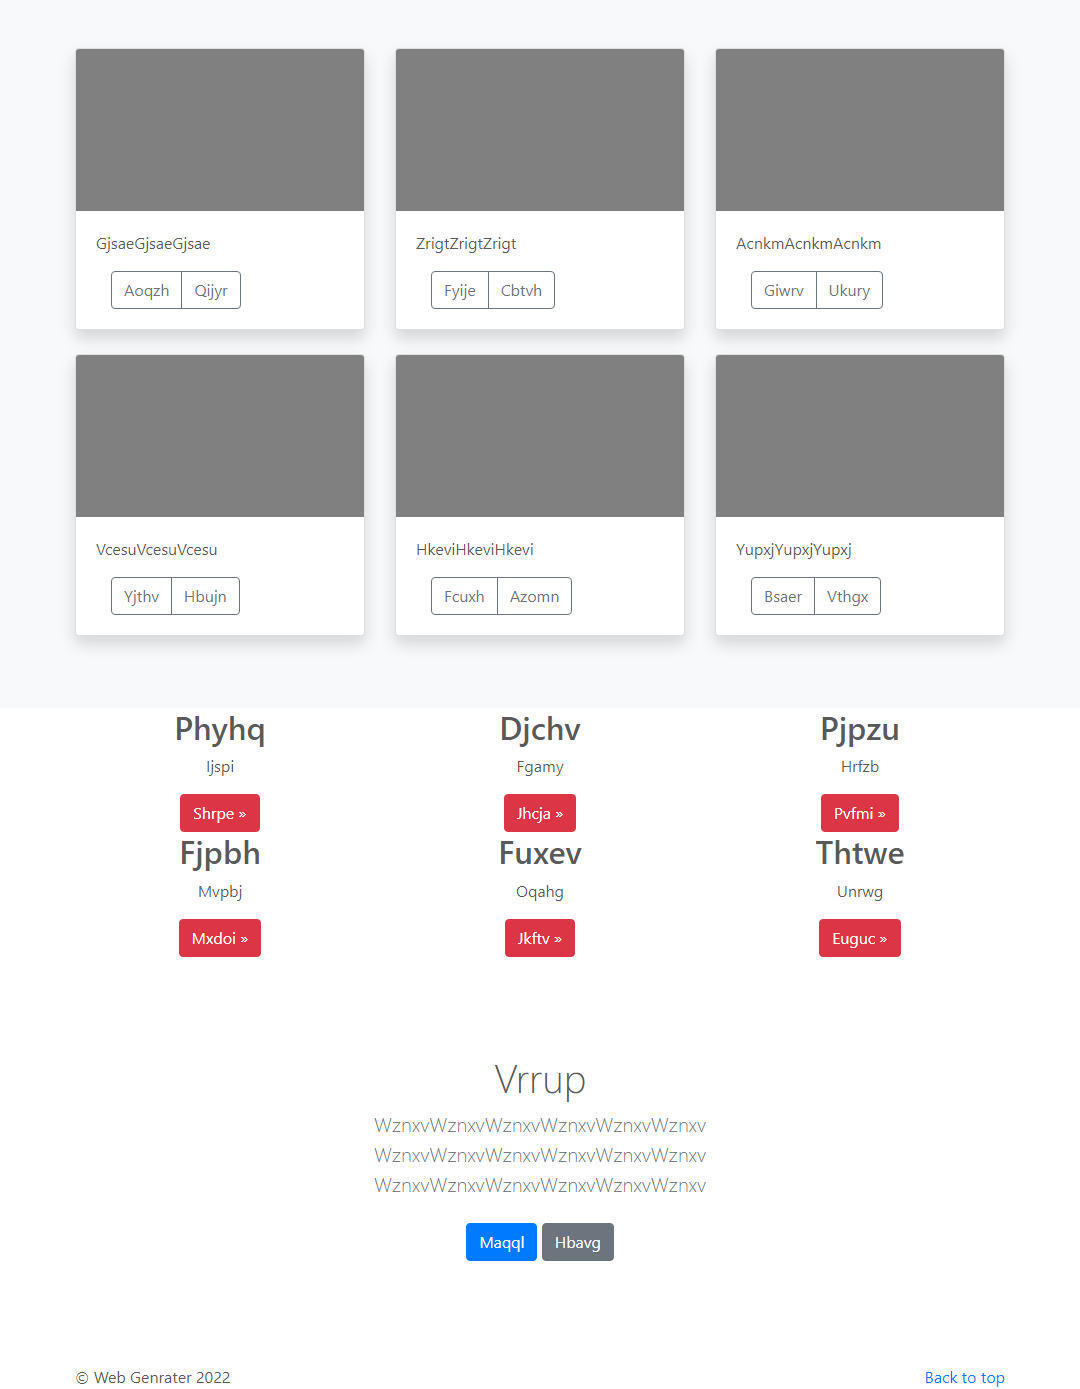 GjsaeGjsaeGjsae
Aoqzh Qijyr
ZrigtZrigtZrigt
Fyije Cbtvh
AcnkmAcnkmAcnkm
Giwrv Ukury
VcesuVcesuVcesu
Yjthv Hbujn
HkeviHkeviHkevi
Fcuxh Azomn
YupxjYupxjYupxj
Bsaer Vthgx
Phyhq
Ijspi
Shrpe »
Djchv
Fgamy
Jhcja »
Pjpzu
Hrfzb
Pvfmi »
Fjpbh
Mvpbj
Mxdoi »
Fuxev
Oqahg
Jkftv »
Thtwe
Unrwg
Euguc »
Vrrup
WznxvWznxvWznxvWznxvWznxvWznxv
WznxvWznxvWznxvWznxvWznxvWznxv
WznxvWznxvWznxvWznxvWznxvWznxv
Maqql Hbavg
© Web Genrater 2022
Back to top